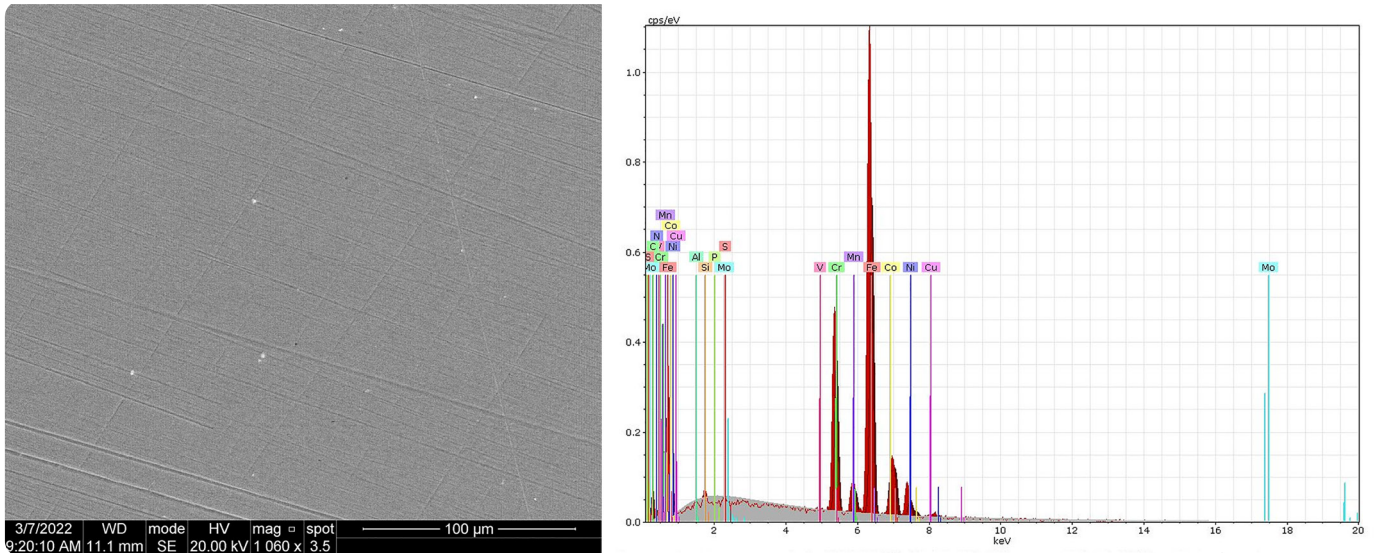 3/7/2022 WD mode HV mag □ spot 100 µm
9:20:10 AM 11.1 mm SE 20.00 kV 1 060 x 3.5
cps/eV
1.0
0.8
Mn
Co
N Cu
C Ni
0.6 S Cr Al P S
Mo Fe Si Mo V Cr Mn Fe Co Ni Cu Mo
0.4
0.2
0.0
2 4 6 8 10 12 14 16 18 20
keV